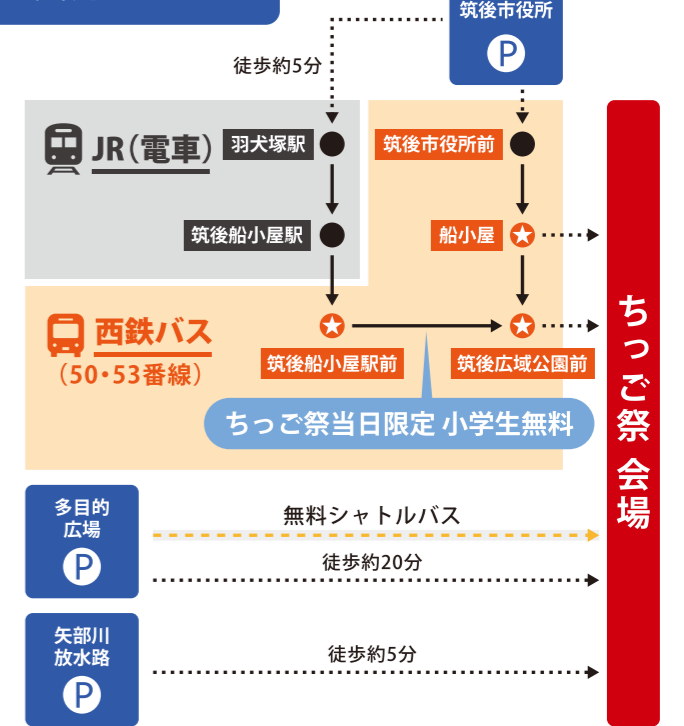 筑後市役所
P
徒歩約5分
JR(電車)
羽犬塚駅
筑後市役所前
筑後船小屋駅
船小屋
西鉄バス
(50・53番線)
筑後船小屋駅前
筑後広域公園前
ちっご祭当日限定 小学生無料
ちっご祭 会場
多目的
広場
P
無料シャトルバス
徒歩約20分
矢部川
放水路
P
徒歩約5分